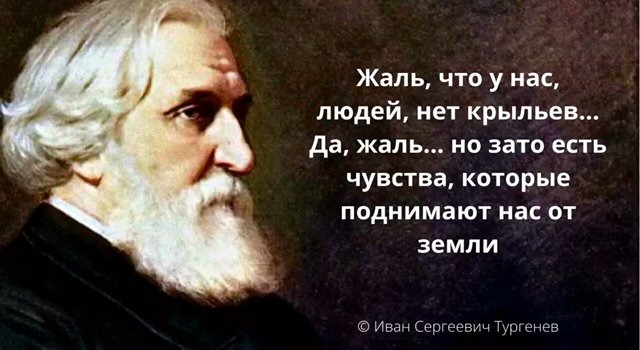 Жаль, что у нас,
людей, нет крыльев...
Да, жаль... но зато есть
чувства, которые
поднимают нас от
земли
© Иван Сергеевич Тургенев